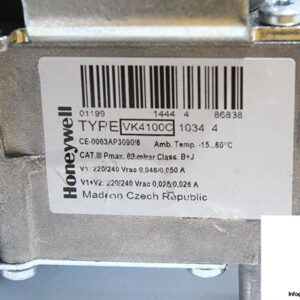 Honeywell
01199 1444 4 86838
TYPE VK4100C 1034 4
CE-0063AP3090/6 Amb. Temp. -15...60°C
CAT.III Pmax. 60 mbar Class. B+J
V1: 220/240 Vrac 0,046/0,050 A
V1+V2: 220/240 Vrac 0,025/0,026 A
Made in Czech Republic